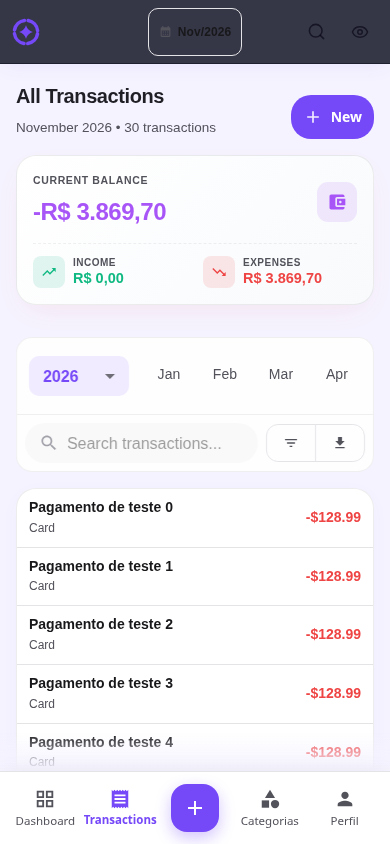 Nov/2026
All Transactions
November 2026 • 30 transactions
New
CURRENT BALANCE
-R$ 3.869,70
INCOME
R$ 0,00
EXPENSES
R$ 3.869,70
2026
Jan
Feb
Mar
Apr
Search transactions...
Pagamento de teste 0
Card
-$128.99
Pagamento de teste 1
Card
-$128.99
Pagamento de teste 2
Card
-$128.99
Pagamento de teste 3
Card
-$128.99
Pagamento de teste 4
Card
-$128.99
Dashboard
Transactions
Categorias
Perfil